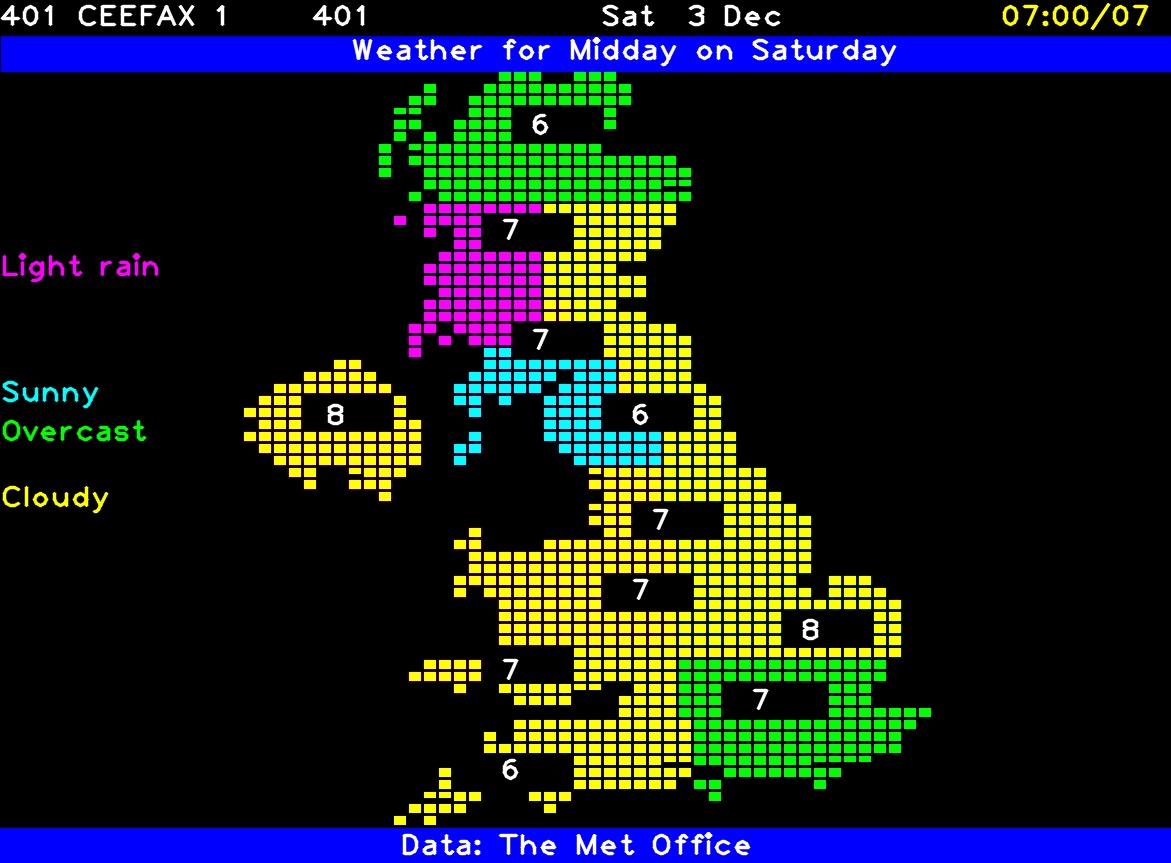 401 CEEFAX 1 401 Sat 3 Dec 07:00/07
Weather for Midday on Saturday
6
7
Light rain
7
Sunny
8 6
Overcast
Cloudy
7
7
8
7
7
6
Data: The Met Office